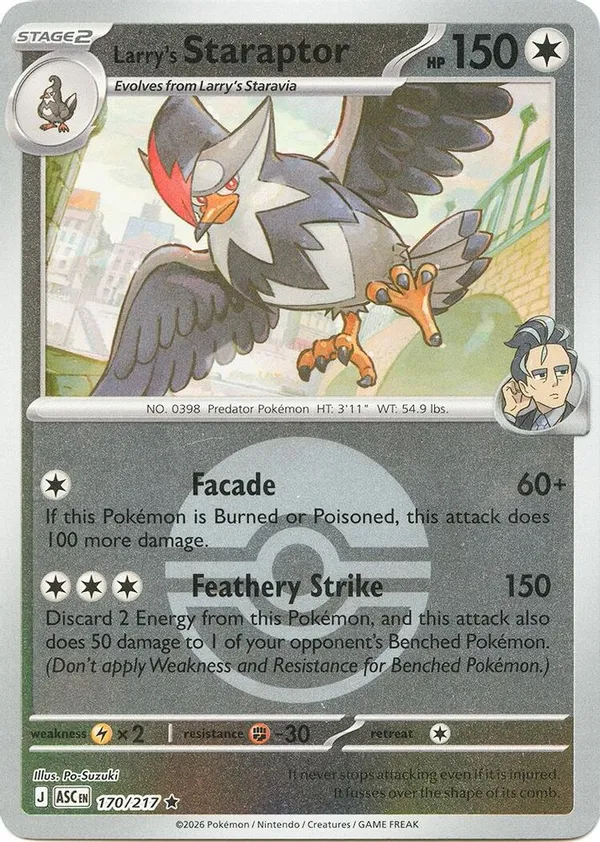 STAGE2
Larry's Staraptor
HP 150
Evolves from Larry's Staravia
NO. 0398 Predator Pokémon HT: 3'11" WT: 54.9 lbs.
Facade 60+
If this Pokémon is Burned or Poisoned, this attack does
100 more damage.
Feathery Strike 150
Discard 2 Energy from this Pokémon, and this attack also
does 50 damage to 1 of your opponent's Benched Pokémon.
(Don't apply Weakness and Resistance for Benched Pokémon.)
weakness ×2 resistance -30 retreat
Illus. Po-Suzuki
It never stops attacking even if it is injured.
It fusses over the shape of its comb.
J ASC EN 170/217
©2026 Pokémon / Nintendo / Creatures / GAME FREAK